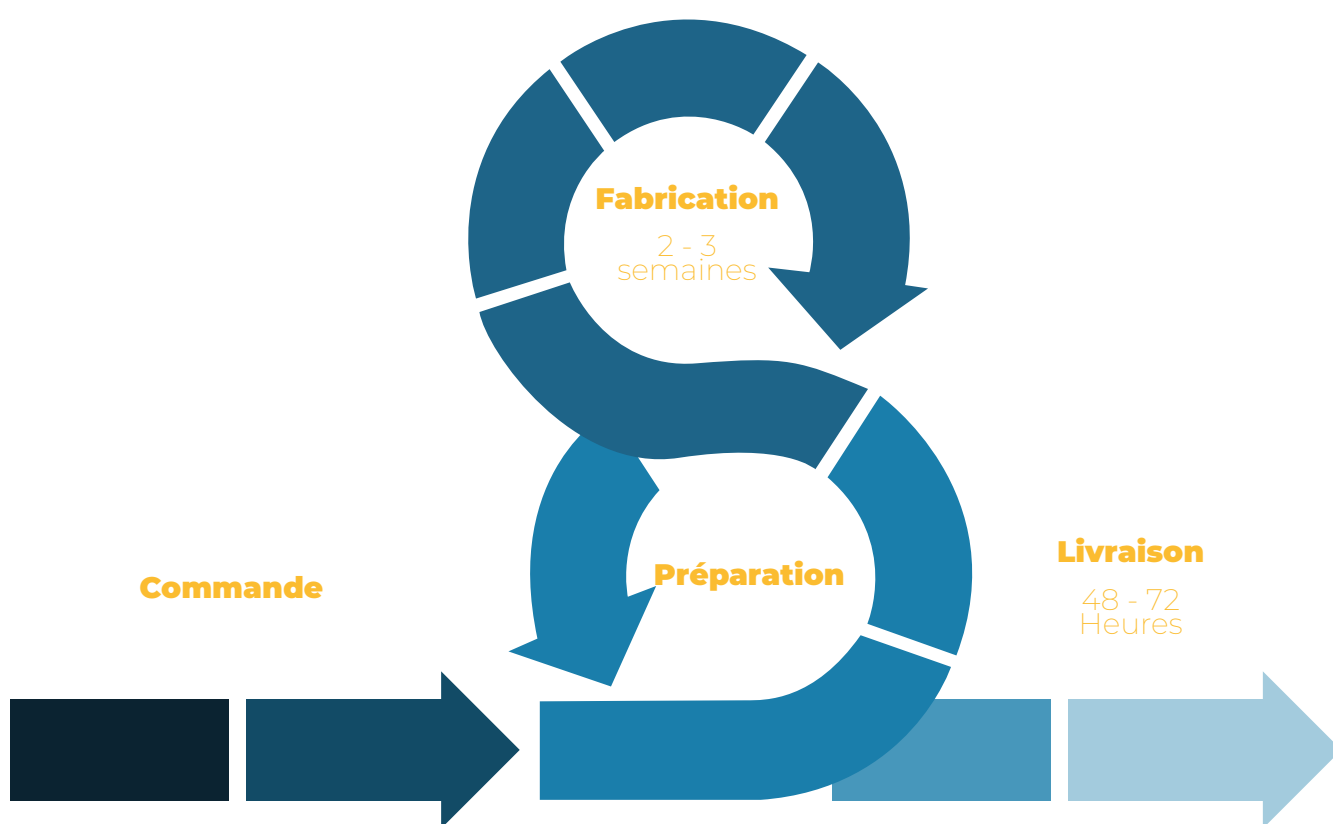 Fabrication
2 - 3
semaines
Préparation
Commande
Livraison
48 - 72
Heures